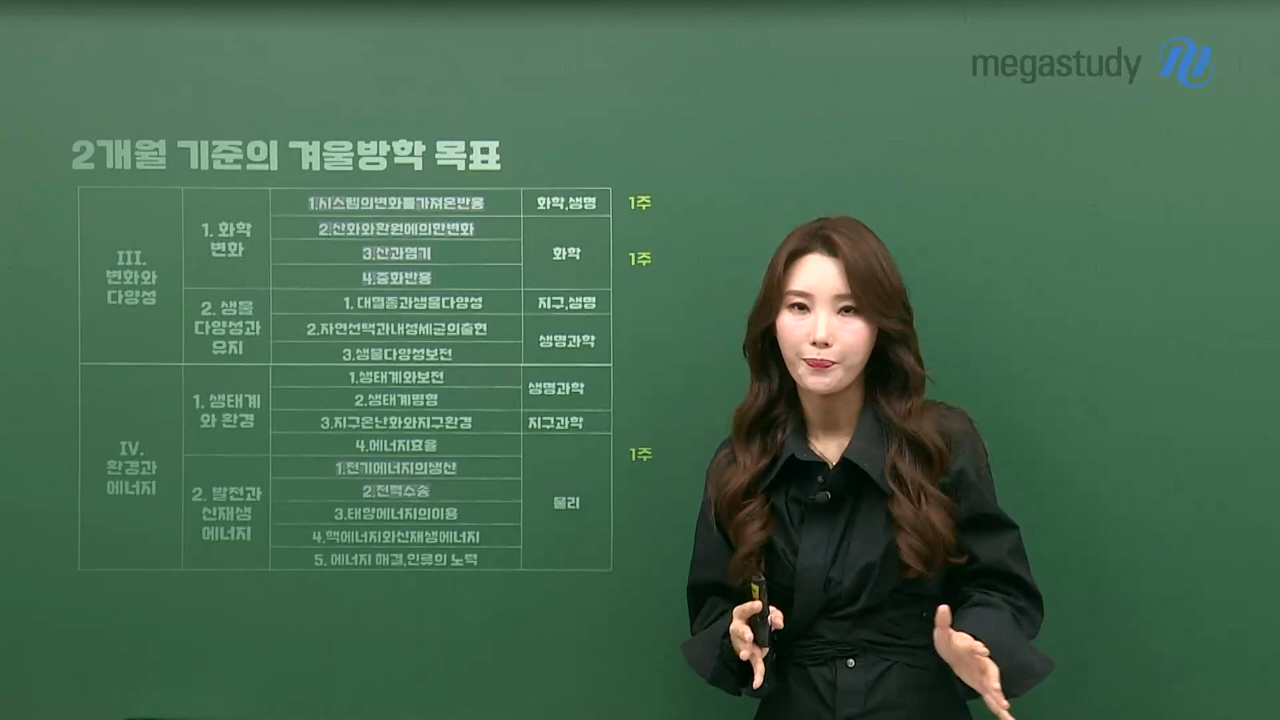 megastudy
2개월 기준의 겨울방학 목표
III.
변화와
다양성
1. 화학
변화
1.시스템의변화를가져온반응
화학,생명
1주
2.산화와환원에의한변화
3.산과염기
4.중화반응
화학
1주
2. 생물
다양성과
유지
1. 대멸종과생물다양성
지구,생명
2.자연선택과내성세균의출현
3.생물다양성보전
생명과학
IV.
환경과
에너지
1. 생태계
와 환경
1.생태계와보전
2.생태계평형
생명과학
3.지구온난화와지구환경
지구과학
4.에너지효율
2. 발전과
신재생
에너지
1.전기에너지의생산
2.전력수송
3.태양에너지의이용
4.핵에너지와신재생에너지
5. 에너지 해결,인류의 노력
물리
1주